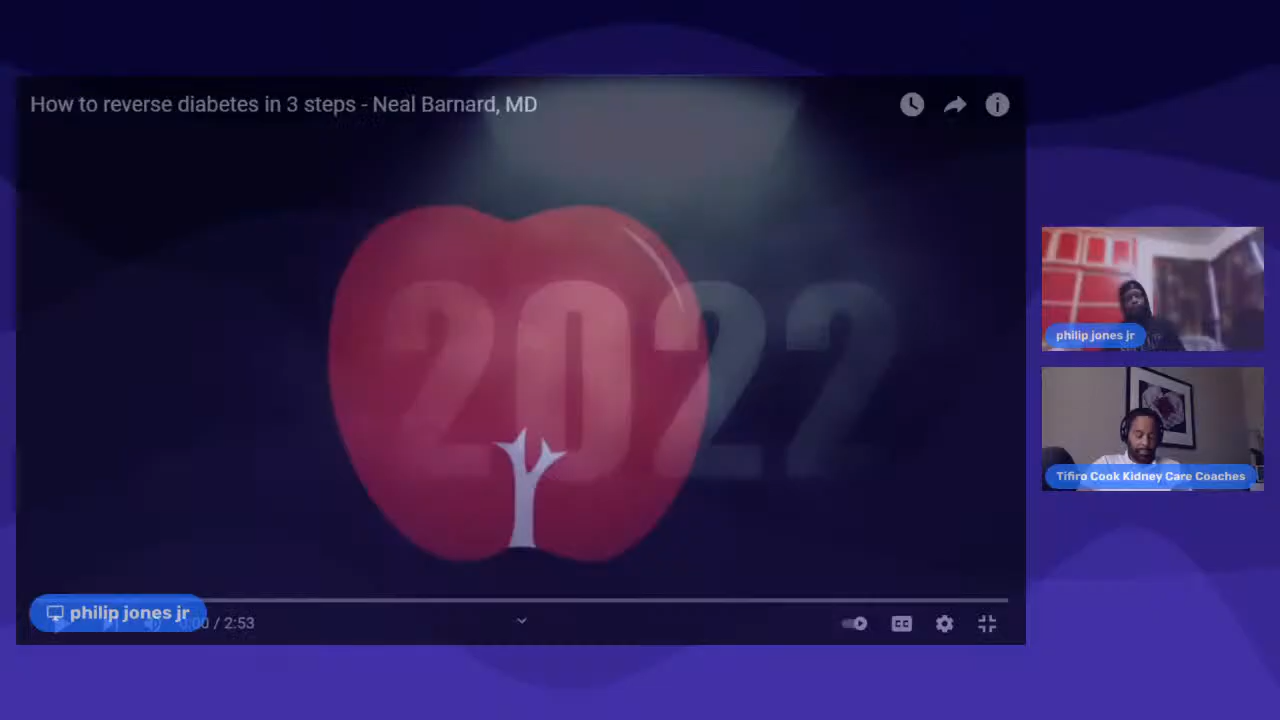 How to reverse diabetes in 3 steps - Neal Barnard, MD
2022
philip jones jr
Tifiro Cook Kidney Care Coaches
philip jones jr
0:00 / 2:53
CC